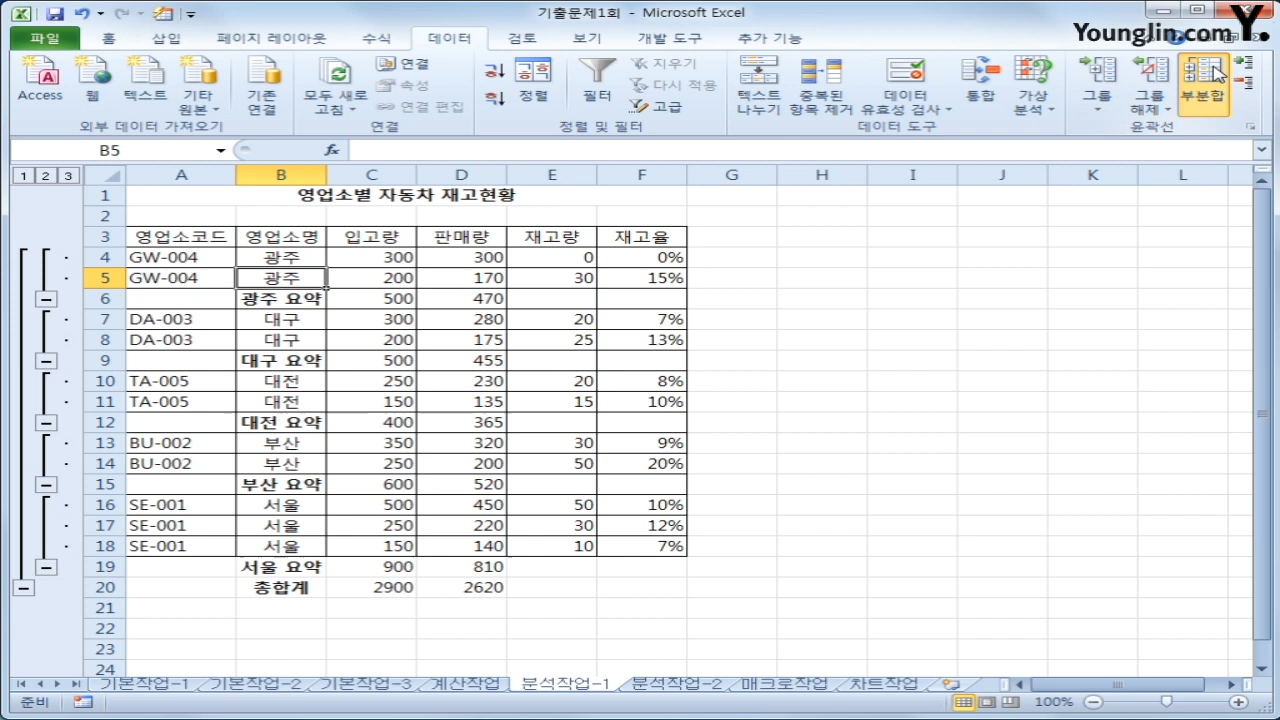 기출문제1회 - Microsoft Excel
YoungJin.com Y.
파일 홈 삽입 페이지 레이아웃 수식 데이터 검토 보기 개발 도구 추가 기능
Access 웹 텍스트 기타 원본 기존 연결 모두 새로 고침 연결 속성 연결 편집 정렬 필터 지우기 다시 적용 고급 텍스트 나누기 중복된 항목 제거 데이터 유효성 검사 통합 가상 분석 그룹 그룹 해제 부분합
외부 데이터 가져오기 연결 정렬 및 필터 데이터 도구 윤곽선
B5 fx
1 2 3 A B C D E F G H I J K L
1 영업소별 자동차 재고현황
2
3 영업소코드 영업소명 입고량 판매량 재고량 재고율
4 GW-004 광주 300 300 0 0%
5 GW-004 광주 200 170 30 15%
6 광주 요약 500 470
7 DA-003 대구 300 280 20 7%
8 DA-003 대구 200 175 25 13%
9 대구 요약 500 455
10 TA-005 대전 250 230 20 8%
11 TA-005 대전 150 135 15 10%
12 대전 요약 400 365
13 BU-002 부산 350 320 30 9%
14 BU-002 부산 250 200 50 20%
15 부산 요약 600 520
16 SE-001 서울 500 450 50 10%
17 SE-001 서울 250 220 30 12%
18 SE-001 서울 150 140 10 7%
19 서울 요약 900 810
20 총합계 2900 2620
21
22
23
24
기본작업-1 기본작업-2 기본작업-3 계산작업 분석작업-1 분석작업-2 매크로작업 차트작업
준비 100%